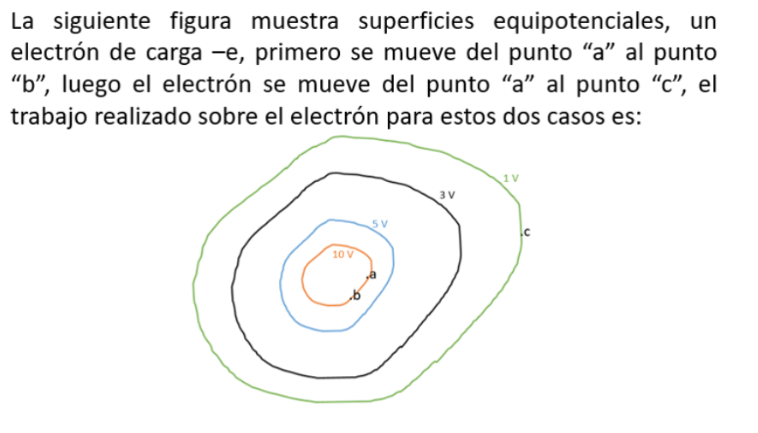 La siguiente figura muestra superficies equipotenciales, un
electrón de carga –e, primero se mueve del punto “a” al punto
“b”, luego el electrón se mueve del punto “a” al punto “c”, el
trabajo realizado sobre el electrón para estos dos casos es:
1 V
3 V
5 V
.c
10 V
.a
.b